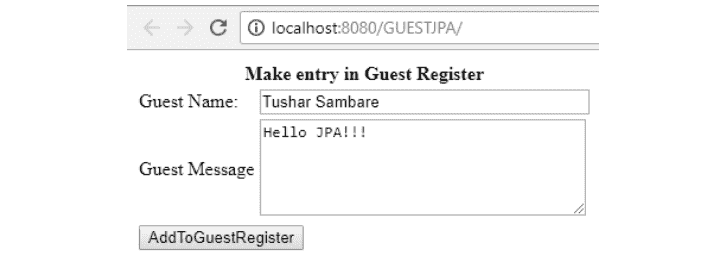 localhost:8080/GUESTJPA/
Make entry in Guest Register
Guest Name: Tushar Sambare
Hello JPA!!!
Guest Message
AddToGuestRegister